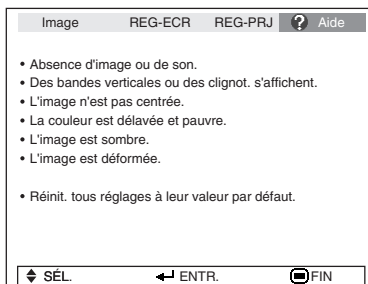 Image REG-ECR REG-PRJ ? Aide
• Absence d'image ou de son.
• Des bandes verticales ou des clignot. s'affichent.
• L'image n'est pas centrée.
• La couleur est délavée et pauvre.
• L'image est sombre.
• L'image est déformée.
• Réinit. tous réglages à leur valeur par défaut.
SÉL. ENTR. FIN